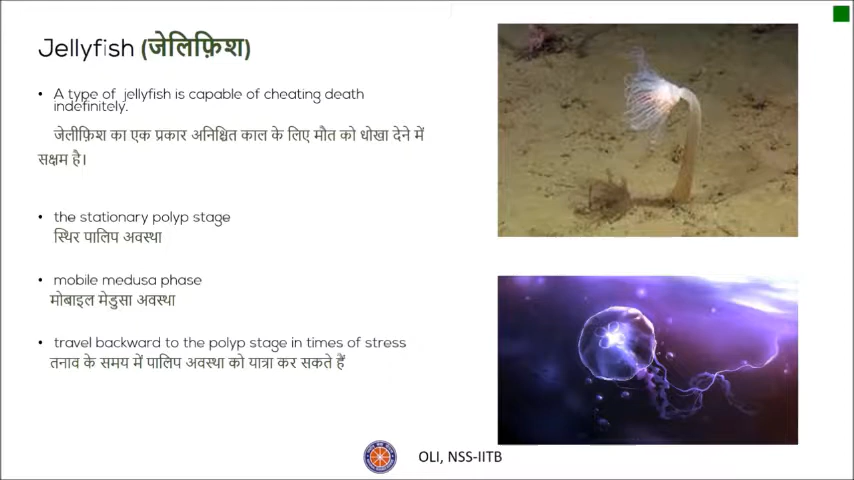 Jellyfish (जेलिफ़िश)
• A type of jellyfish is capable of cheating death
indefinitely.
जेलीफ़िश का एक प्रकार अनिश्चित काल के लिए मौत को धोखा देने में
सक्षम है।
• the stationary polyp stage
स्थिर पालिप अवस्था
• mobile medusa phase
मोबाइल मेडुसा अवस्था
• travel backward to the polyp stage in times of stress
तनाव के समय में पालिप अवस्था को यात्रा कर सकते हैं
OLI, NSS-IITB